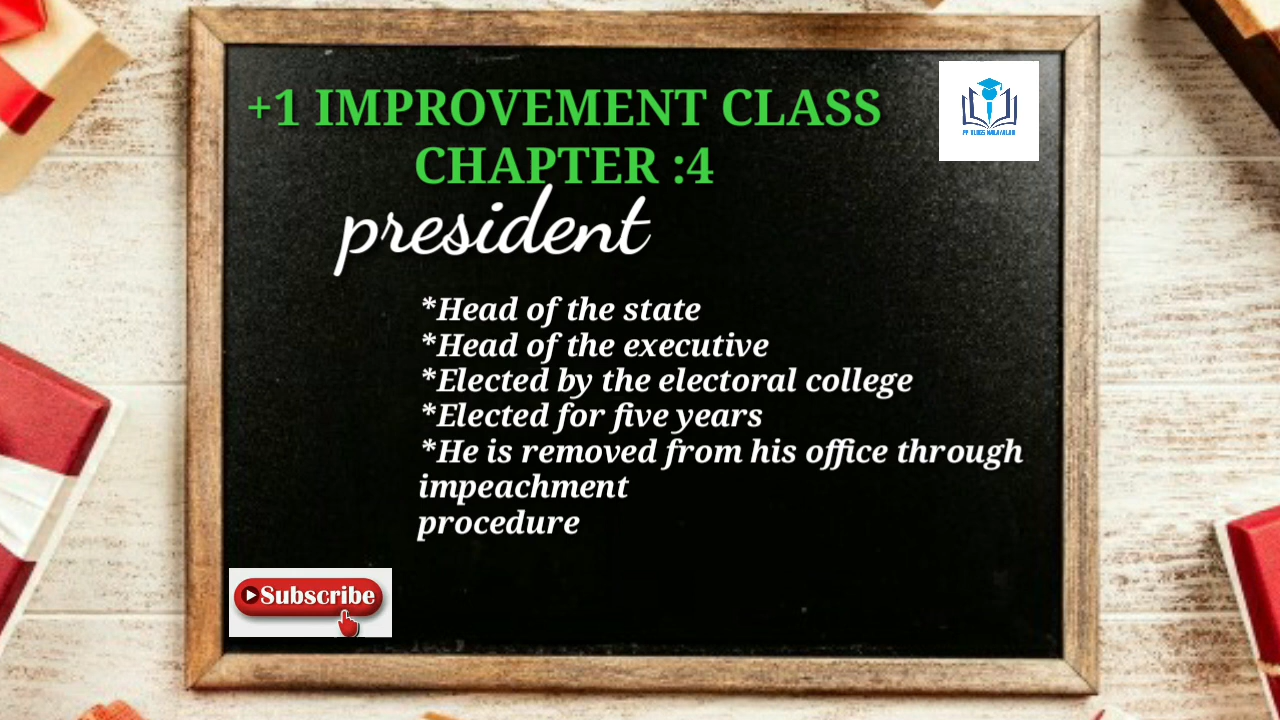 +1 IMPROVEMENT CLASS
CHAPTER :4
president
*Head of the state
*Head of the executive
*Elected by the electoral college
*Elected for five years
*He is removed from his office through
impeachment
procedure
Subscribe